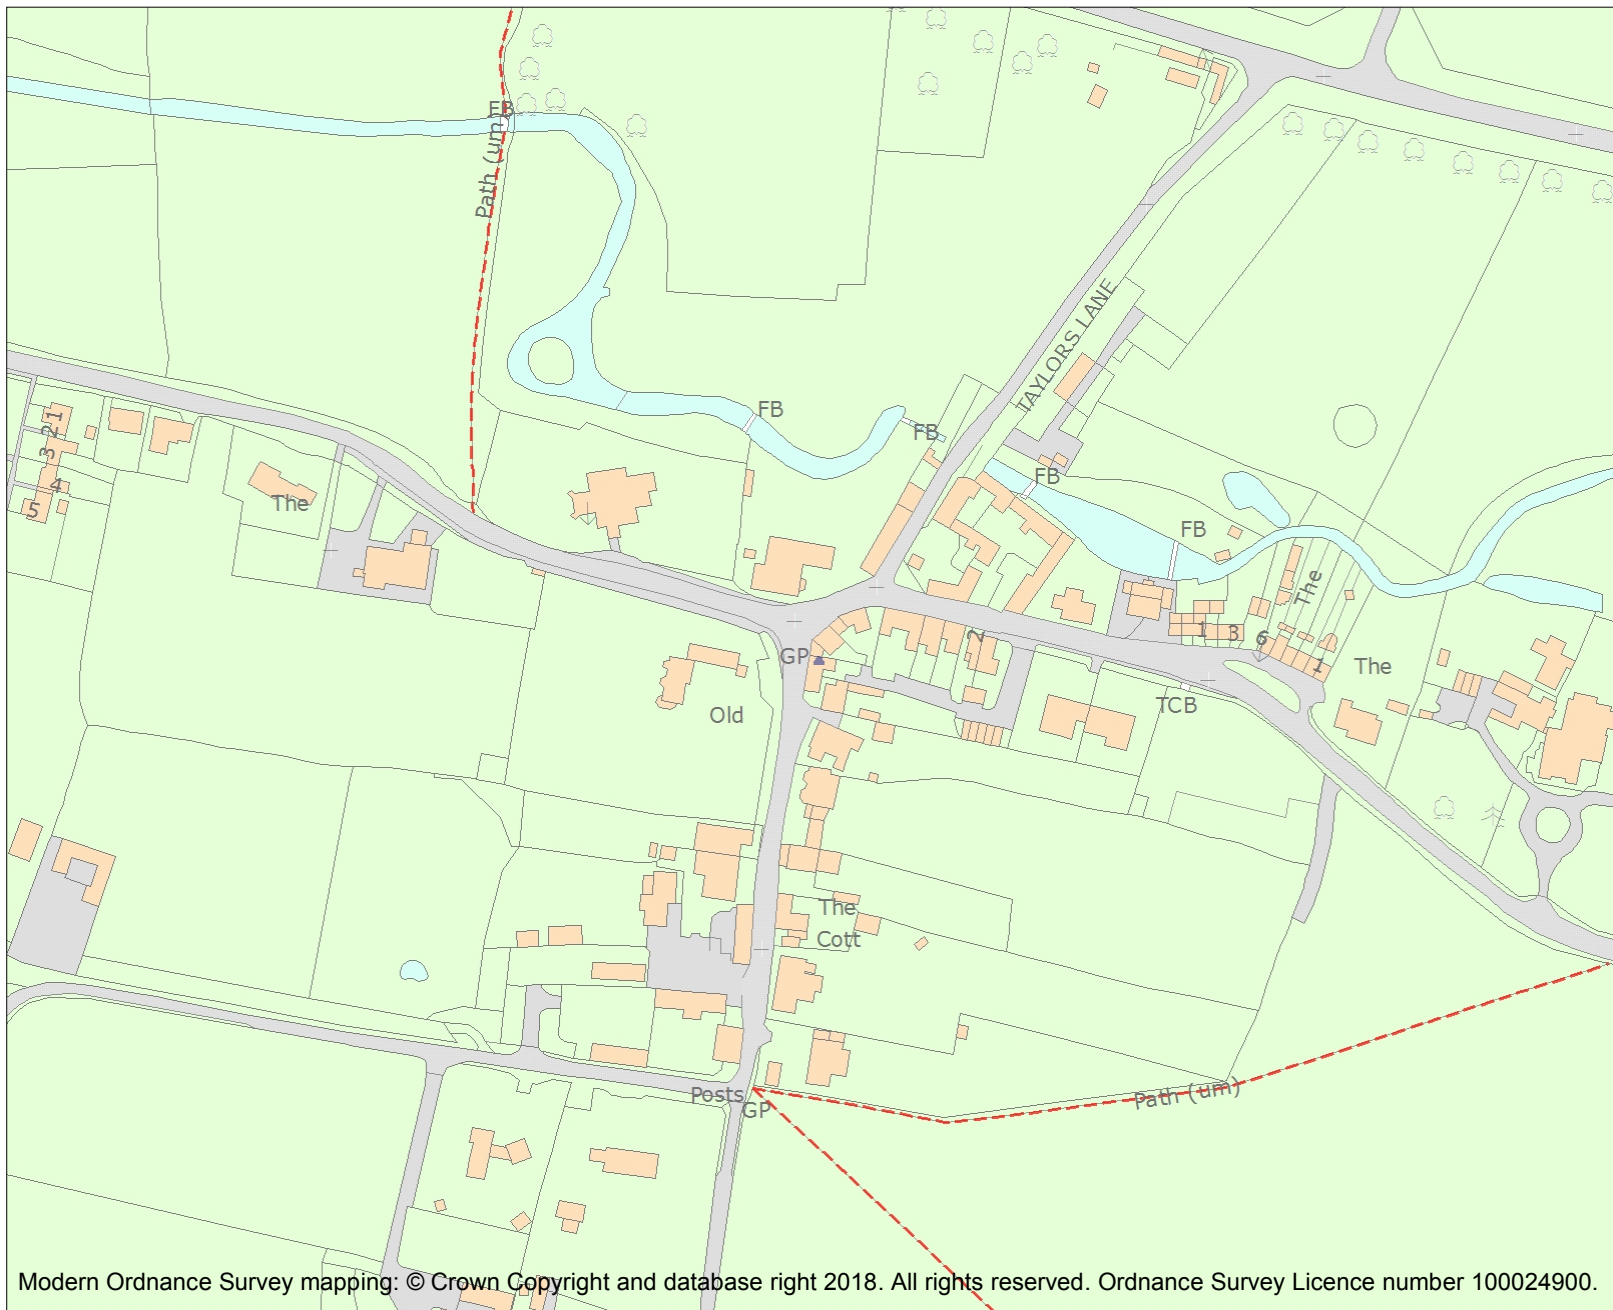 FB
Path (um)
TAYLORS LANE
FB
FB
FB
FB
1
2
3
4
5
The
The
2
1
3
6
1
The
GP
Old
TCB
The
Cott
Path (um)
Posts
GP
Modern Ordnance Survey mapping: © Crown Copyright and database right 2018. All rights reserved. Ordnance Survey Licence number 100024900.